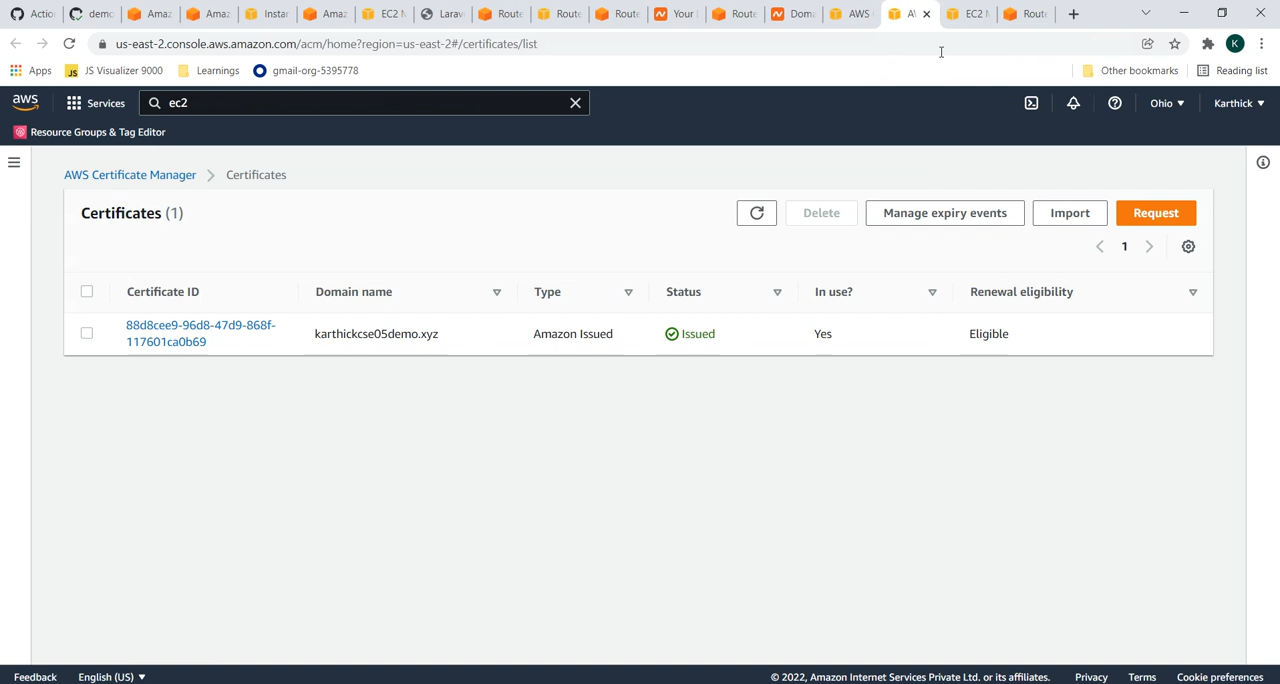 Actio demo Amaz Amaz Instar Amaz EC2 M Larav Route Route Route Your Route Dom AWS AV EC2 M Route
us-east-2.console.aws.amazon.com/acm/home?region=us-east-2#/certificates/list K
Apps JS JS Visualizer 9000 Learnings gmail-org-5395778 Other bookmarks Reading list
aws Services ec2 Ohio ▼ Karthick ▼
Resource Groups & Tag Editor
AWS Certificate Manager > Certificates
Certificates (1) Delete Manage expiry events Import Request
< 1 >
Certificate ID Domain name Type Status In use? Renewal eligibility
88d8cee9-96d8-47d9-868f-
117601ca0b69 karthickcse05demo.xyz Amazon Issued Issued Yes Eligible
Feedback English (US) ▼ © 2022, Amazon Internet Services Private Ltd. or its affiliates. Privacy Terms Cookie preferences